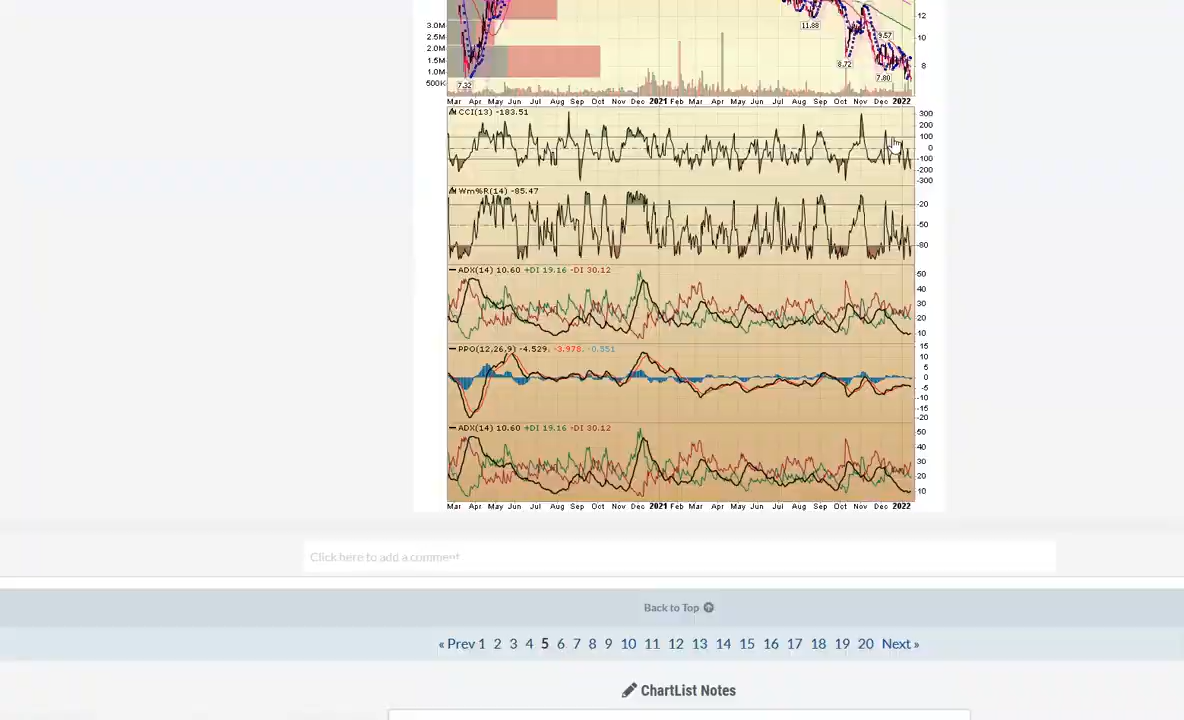 12
11.88
3.0M
2.5M
9.57
10
2.0M
1.5M
8.72
8
1.0M
7.80
500K
7.32
Mar Apr May Jun Jul Aug Sep Oct Nov Dec 2021 Feb Mar Apr May Jun Jul Aug Sep Oct Nov Dec 2022
CCI(13) -183.51
300
200
100
0
-100
-200
-300
Wm%R(14) -85.47
-20
-50
-80
ADX(14) 10.60 +DI 19.16 -DI 30.12
50
40
30
20
10
PPO(12,26,9) -4.529, -3.978, -0.551
15
10
5
0
-5
-10
-15
-20
ADX(14) 10.60 +DI 19.16 -DI 30.12
50
40
30
20
10
Mar Apr May Jun Jul Aug Sep Oct Nov Dec 2021 Feb Mar Apr May Jun Jul Aug Sep Oct Nov Dec 2022
Click here to add a comment
Back to Top
« Prev 1 2 3 4 5 6 7 8 9 10 11 12 13 14 15 16 17 18 19 20 Next »
ChartList Notes